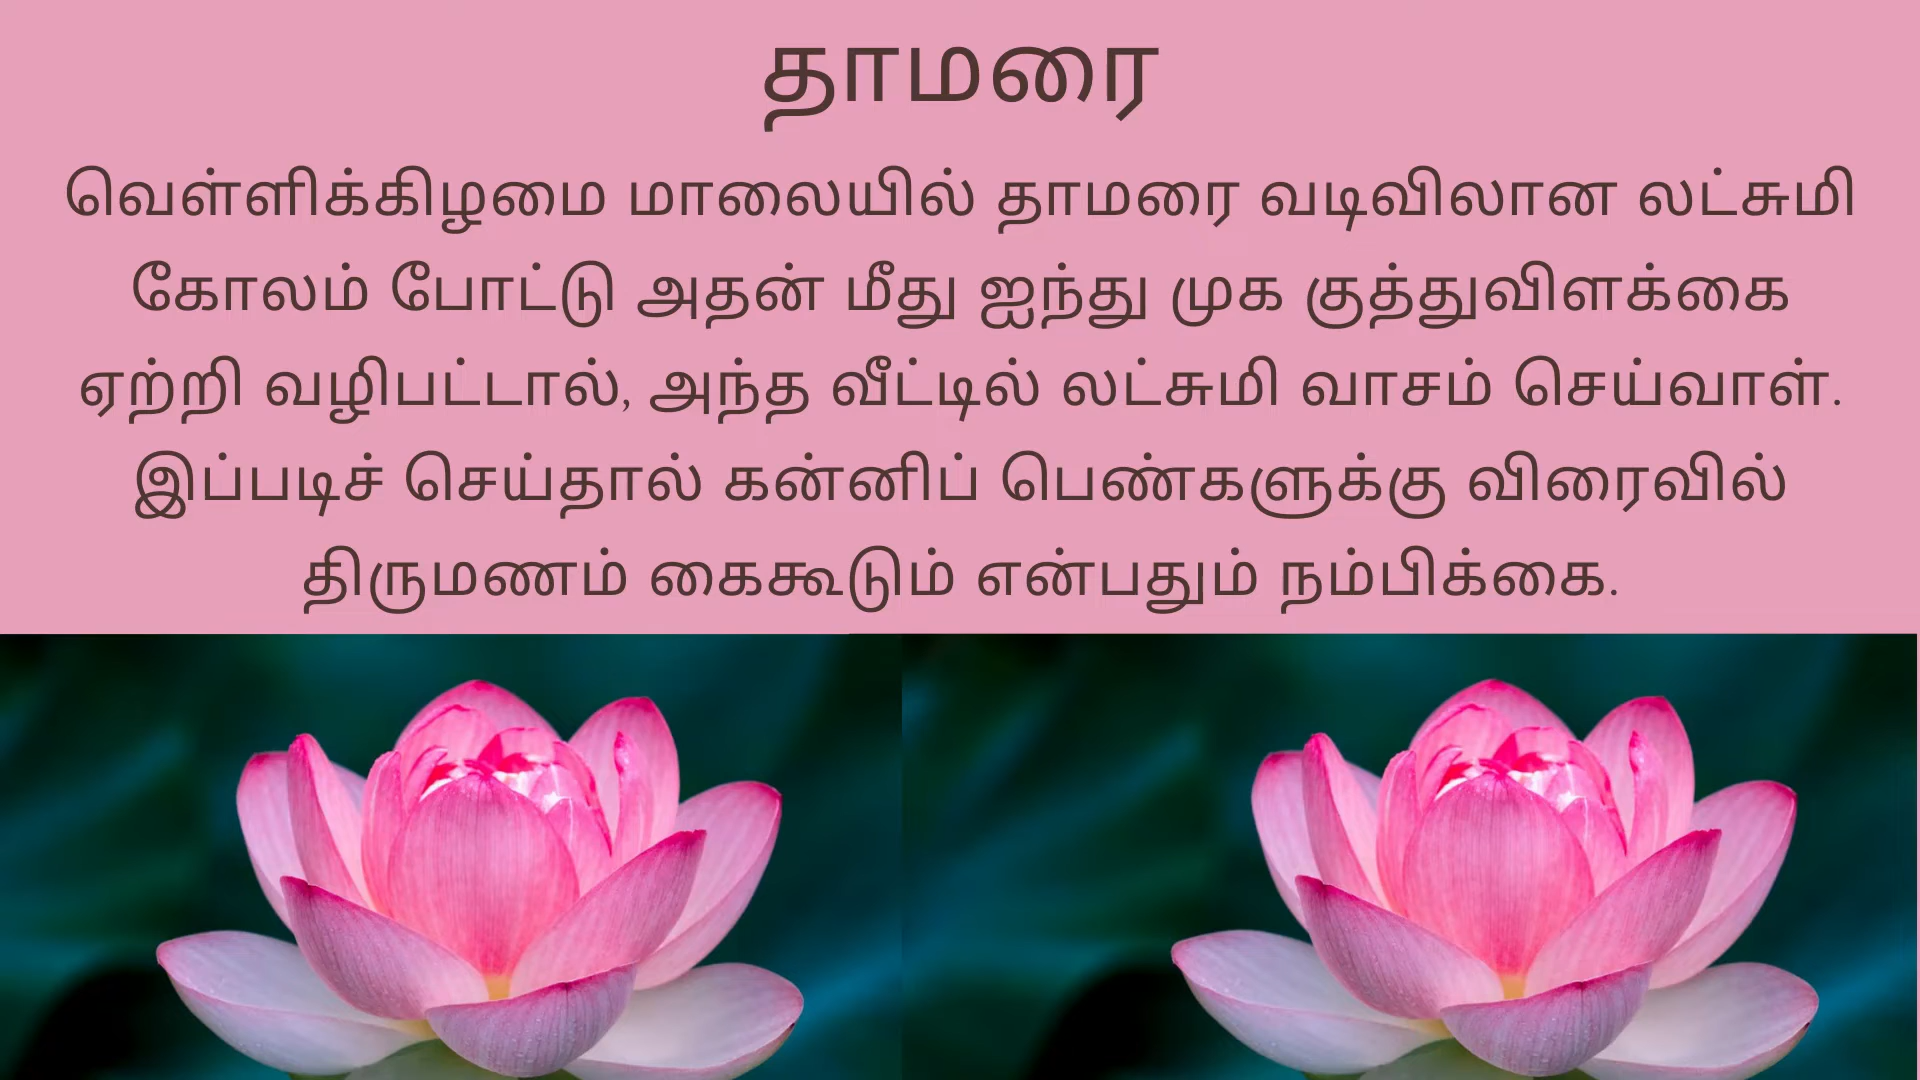 தாமரை
வெள்ளிக்கிழமை மாலையில் தாமரை வடிவிலான லட்சுமி
கோலம் போட்டு அதன் மீது ஐந்து முக குத்துவிளக்கை
ஏற்றி வழிபட்டால், அந்த வீட்டில் லட்சுமி வாசம் செய்வாள்.
இப்படிச் செய்தால் கன்னிப் பெண்களுக்கு விரைவில்
திருமணம் கைகூடும் என்பதும் நம்பிக்கை.